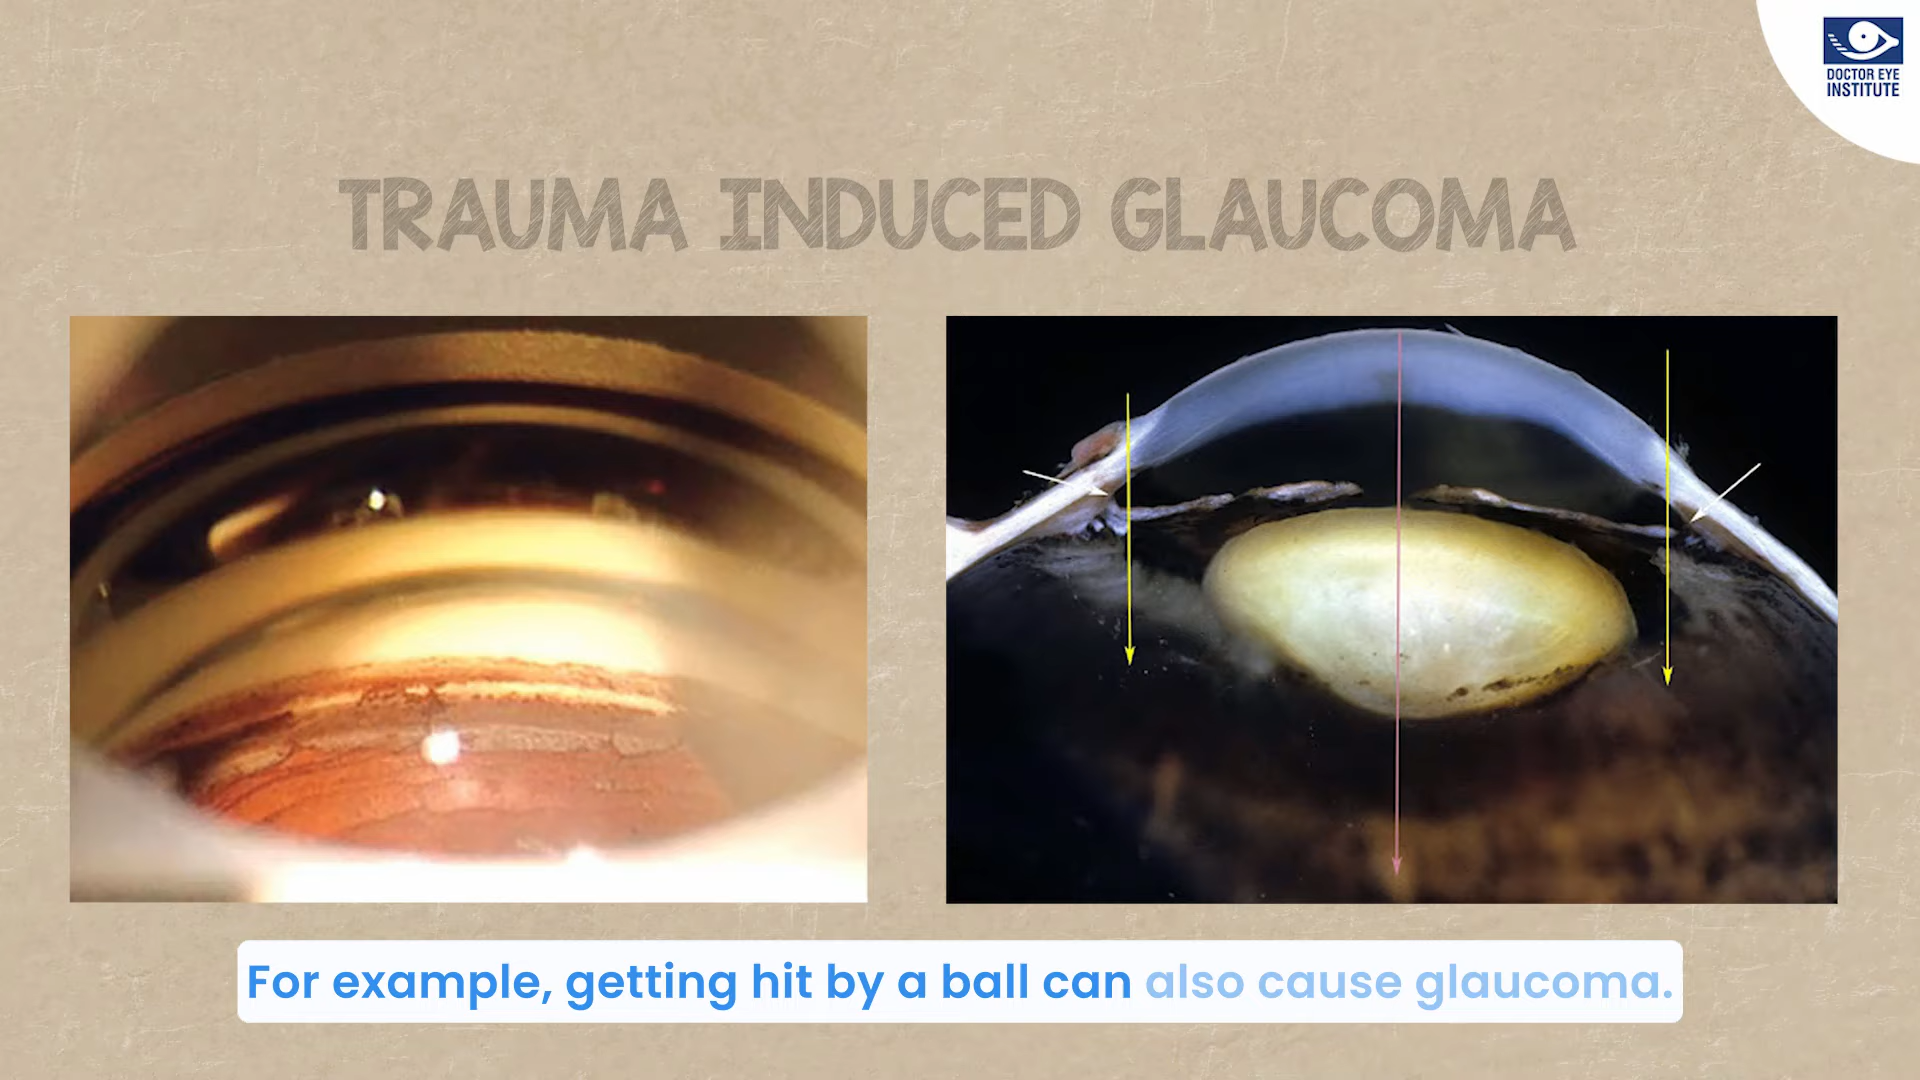 DOCTOR EYE
INSTITUTE
TRAUMA INDUCED GLAUCOMA
For example, getting hit by a ball can also cause glaucoma.